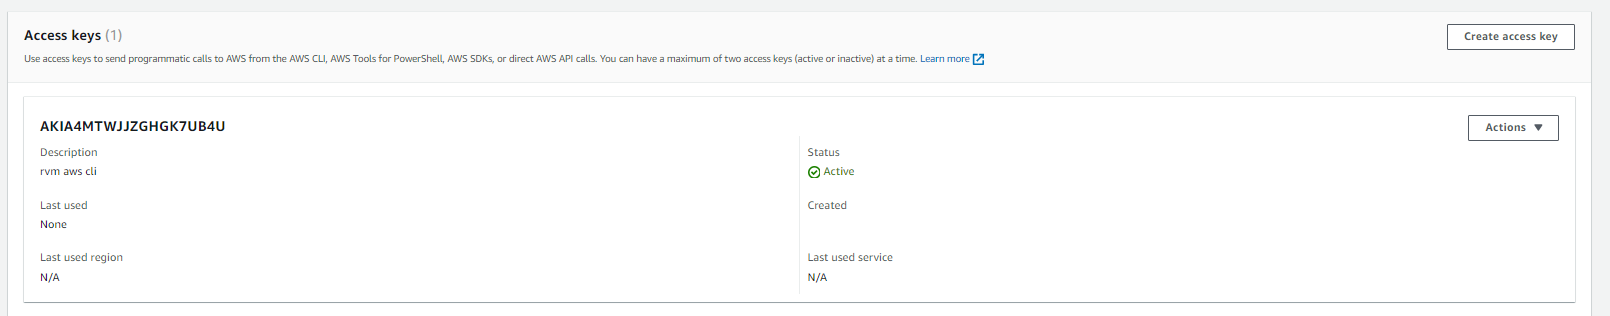 Access keys (1)
Create access key
Use access keys to send programmatic calls to AWS from the AWS CLI, AWS Tools for PowerShell, AWS SDKs, or direct AWS API calls. You can have a maximum of two access keys (active or inactive) at a time. Learn more
AKIA4MTWJJZGHGK7UB4U
Actions
Description
rvm aws cli
Status
Active
Last used
None
Created
Last used region
N/A
Last used service
N/A